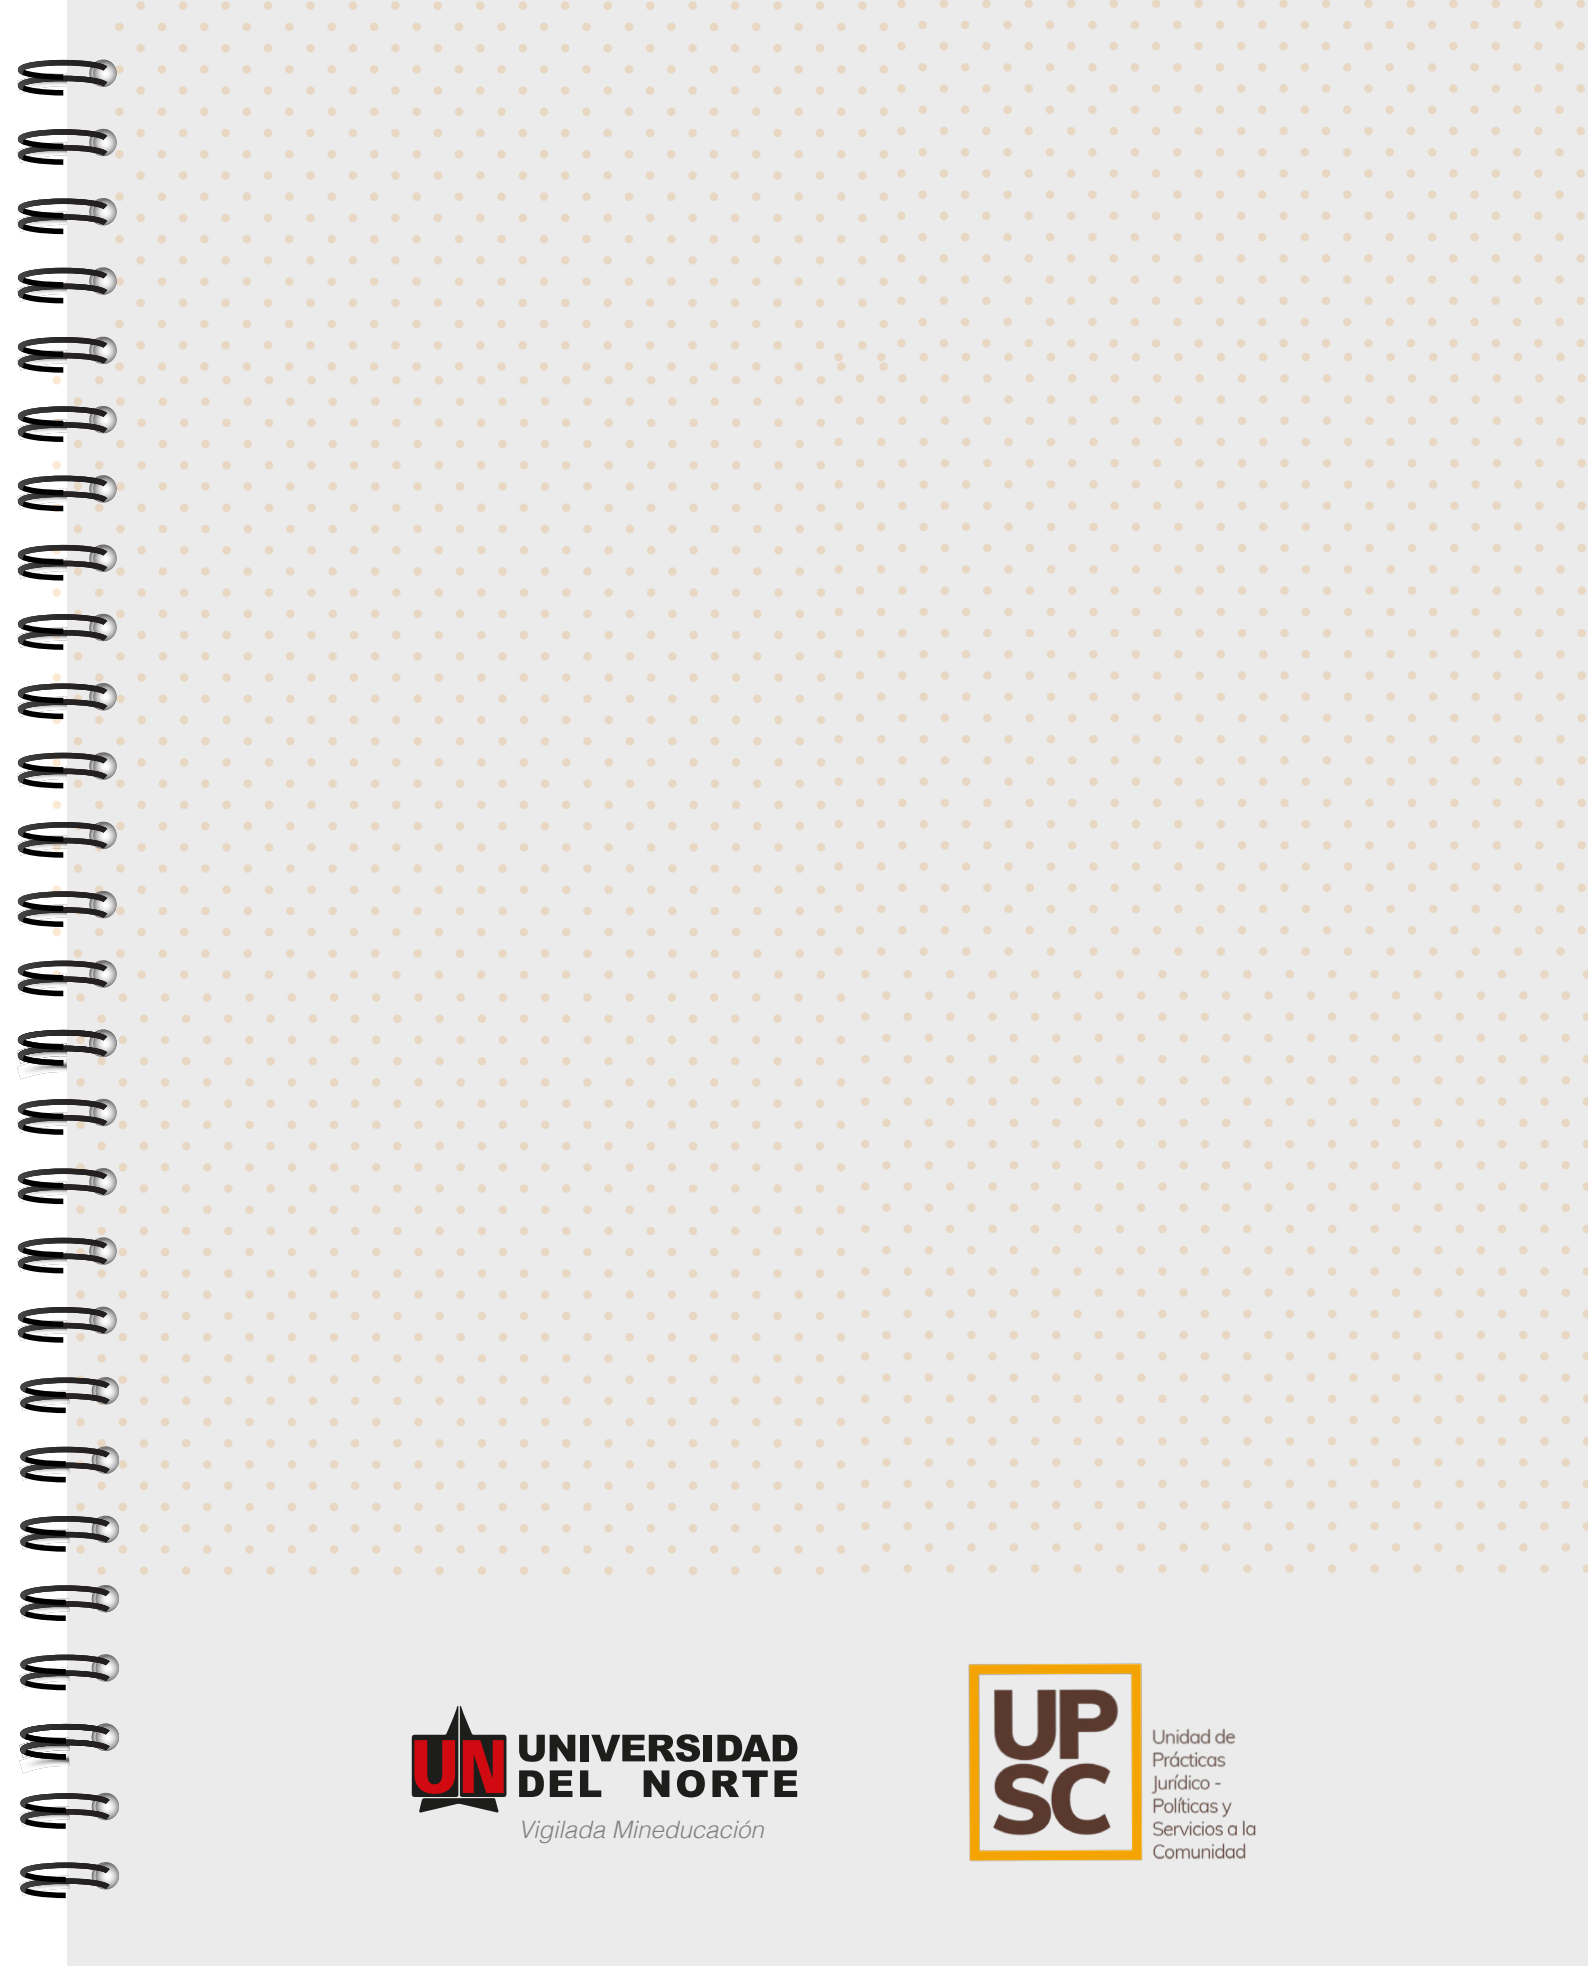 UN
UNIVERSIDAD
DEL NORTE
Vigilada Mineducación
UP
SC
Unidad de
Prácticas
Jurídico -
Políticas y
Servicios a la
Comunidad